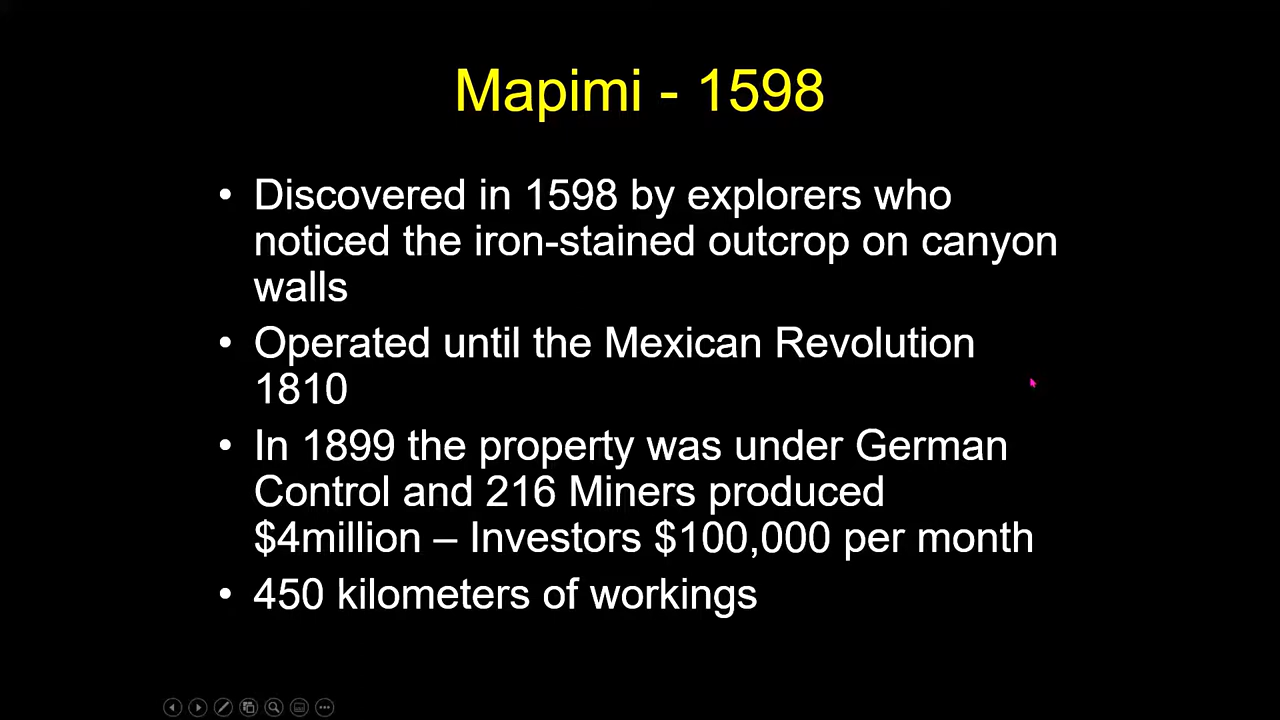 Mapimi - 1598
• Discovered in 1598 by explorers who
noticed the iron-stained outcrop on canyon
walls
• Operated until the Mexican Revolution
1810
• In 1899 the property was under German
Control and 216 Miners produced
$4million – Investors $100,000 per month
• 450 kilometers of workings